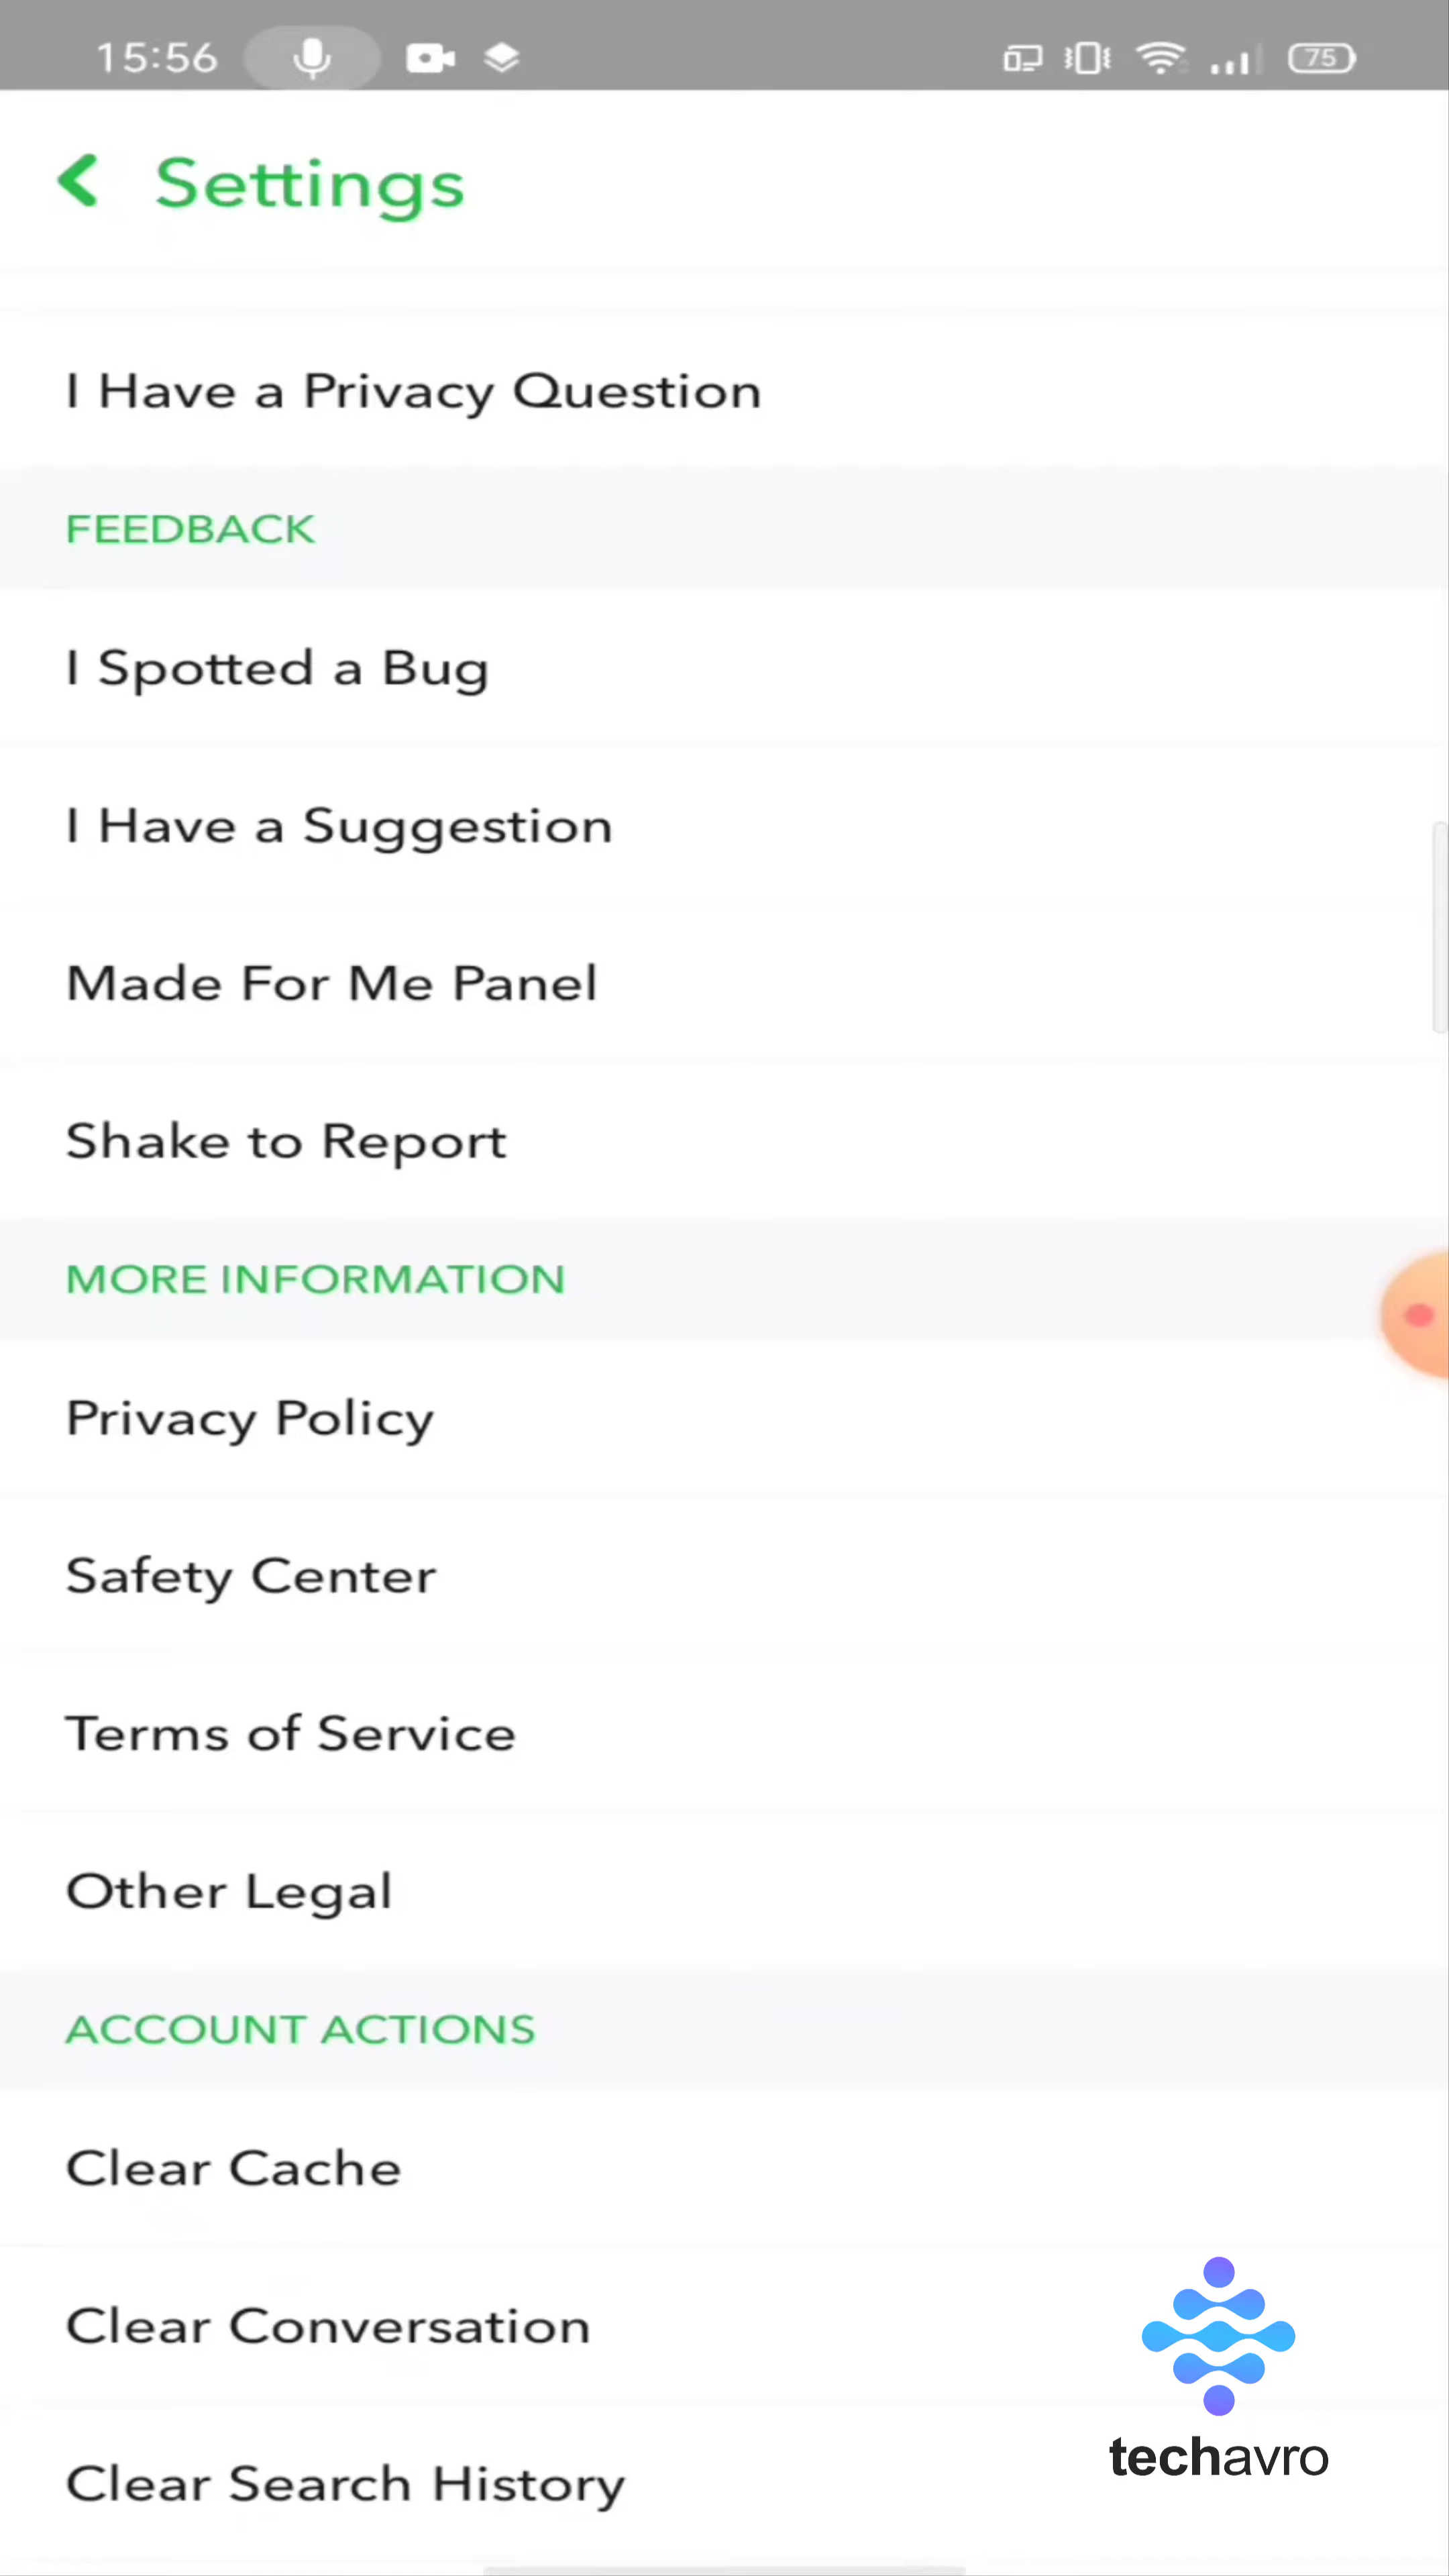 15:56
75
Settings
I Have a Privacy Question
FEEDBACK
I Spotted a Bug
I Have a Suggestion
Made For Me Panel
Shake to Report
MORE INFORMATION
Privacy Policy
Safety Center
Terms of Service
Other Legal
ACCOUNT ACTIONS
Clear Cache
Clear Conversation
Clear Search History
techavro